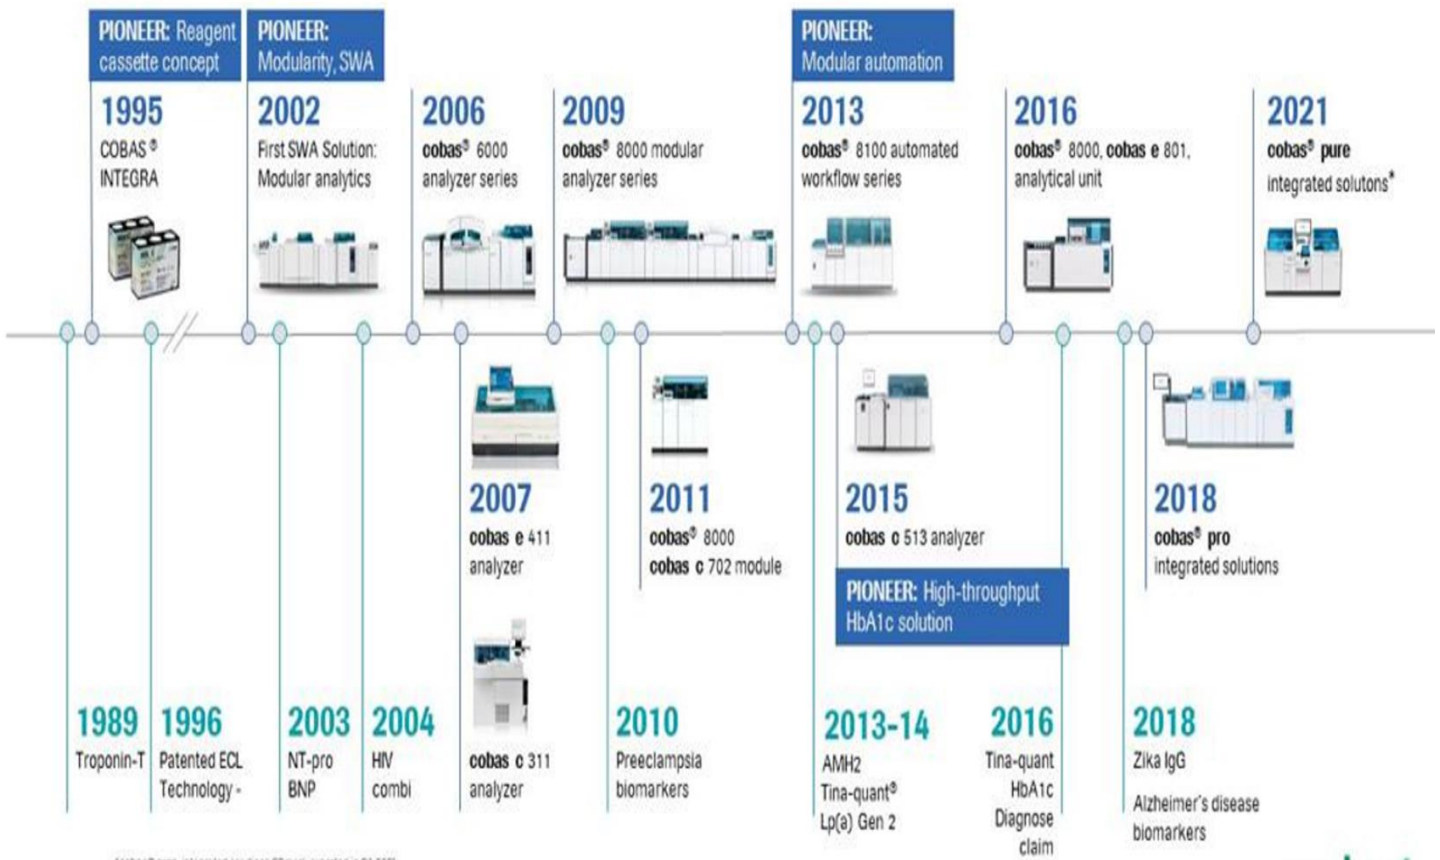 PIONEER: Reagent
cassette concept
PIONEER:
Modularity, SWA
PIONEER:
Modular automation
1995
COBAS ®
INTEGRA
2002
First SWA Solution:
Modular analytics
2006
cobas® 6000
analyzer series
2009
cobas® 8000 modular
analyzer series
2013
cobas® 8100 automated
workflow series
2016
cobas® 8000, cobas e 801,
analytical unit
2021
cobas® pure
integrated solutons*
2007
cobas e 411
analyzer
2011
cobas® 8000
cobas c 702 module
2015
cobas c 513 analyzer
PIONEER: High-throughput
HbA1c solution
2018
cobas® pro
integrated solutions
1989
Troponin-T
1996
Patented ECL
Technology -
2003
NT-pro
BNP
2004
HIV
combi
cobas c 311
analyzer
2010
Preeclampsia
biomarkers
2013-14
AMH2
Tina-quant®
Lp(a) Gen 2
2016
Tina-quant
HbA1c
Diagnose
claim
2018
Zika IgG
Alzheimer's disease
biomarkers